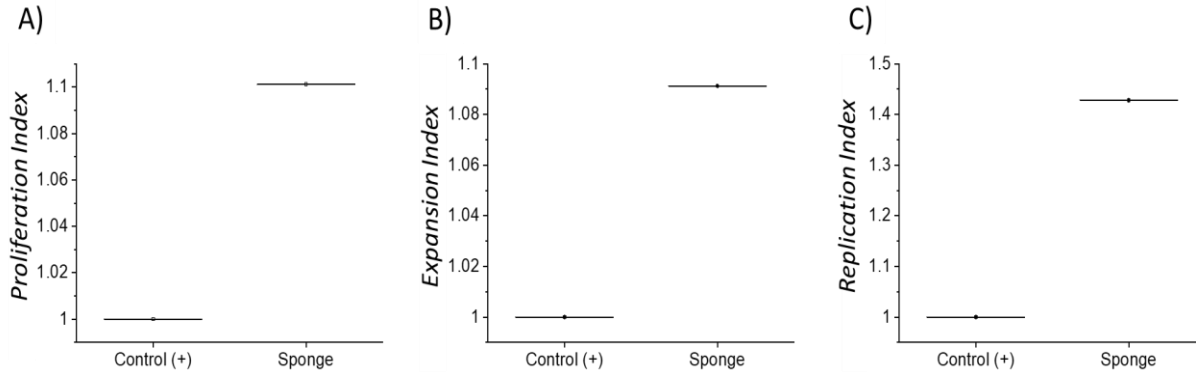 A)
Proliferation Index
1.1
1.08
1.06
1.04
1.02
1
Control (+) Sponge
B)
Expansion Index
1.1
1.08
1.06
1.04
1.02
1
Control (+) Sponge
C)
Replication Index
1.5
1.4
1.3
1.2
1.1
1
Control (+) Sponge